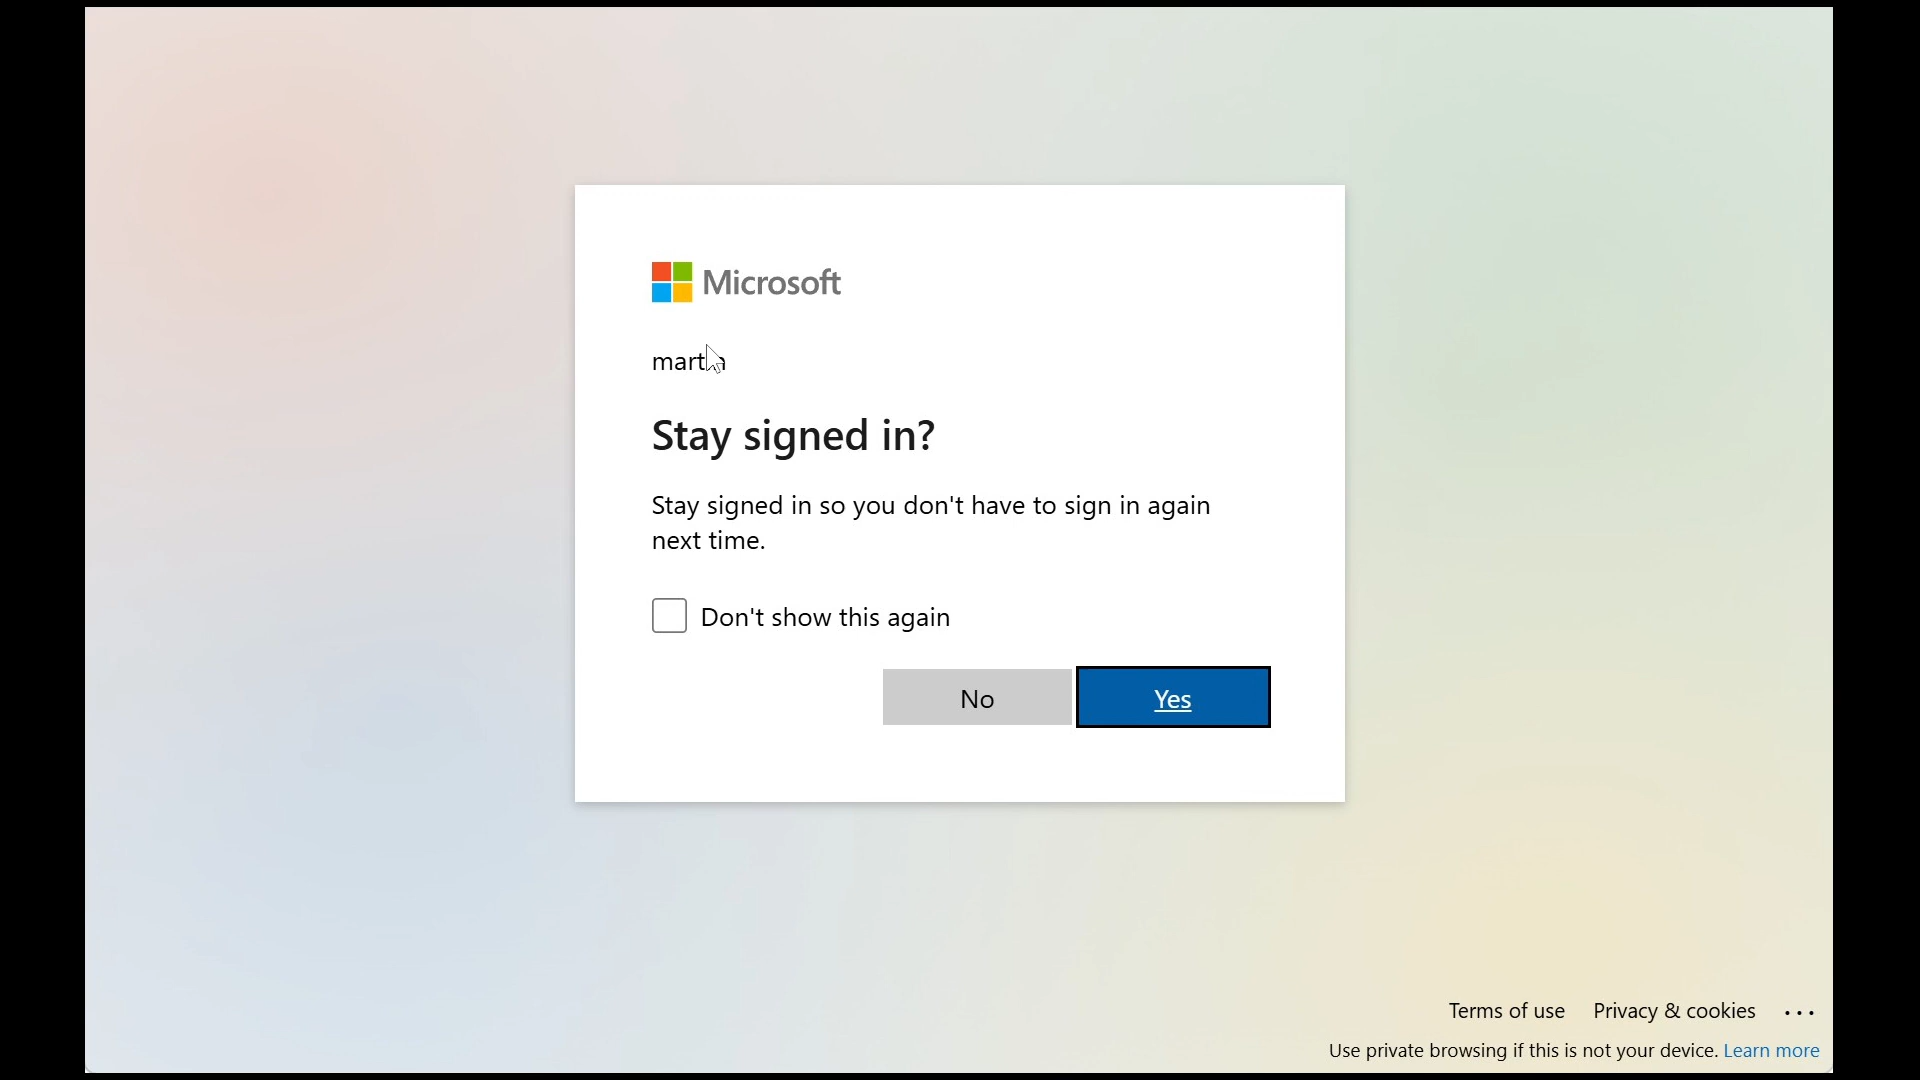 Microsoft
martin
Stay signed in?
Stay signed in so you don't have to sign in again
next time.
Don't show this again
No
Yes
Terms of use
Privacy & cookies
...
Use private browsing if this is not your device. Learn more